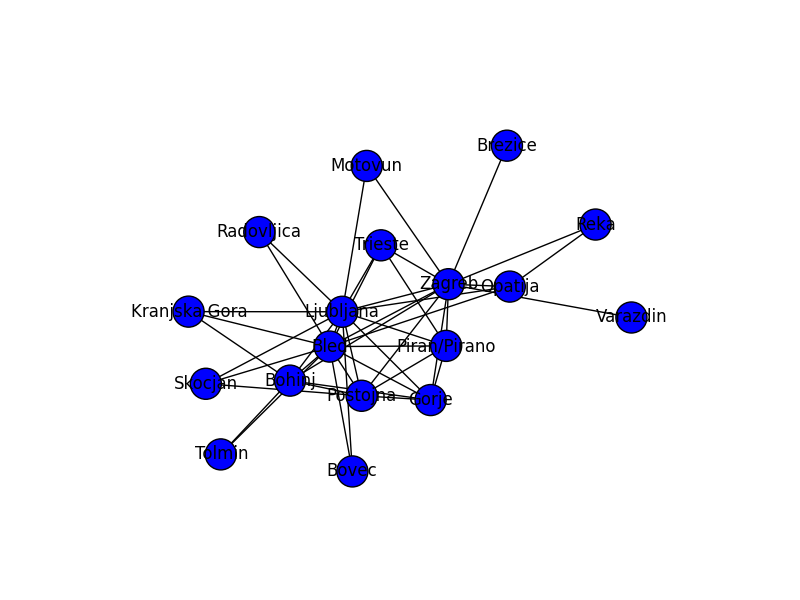 Brezice
Motovun
Reka
Radovljica
Trieste
Zagreb
Opatija
Kranjska Gora
Ljubljana
Varazdin
Bled
Piran/Pirano
Skocjan
Bohinj
Postojna
Gorje
Tolmin
Bovec